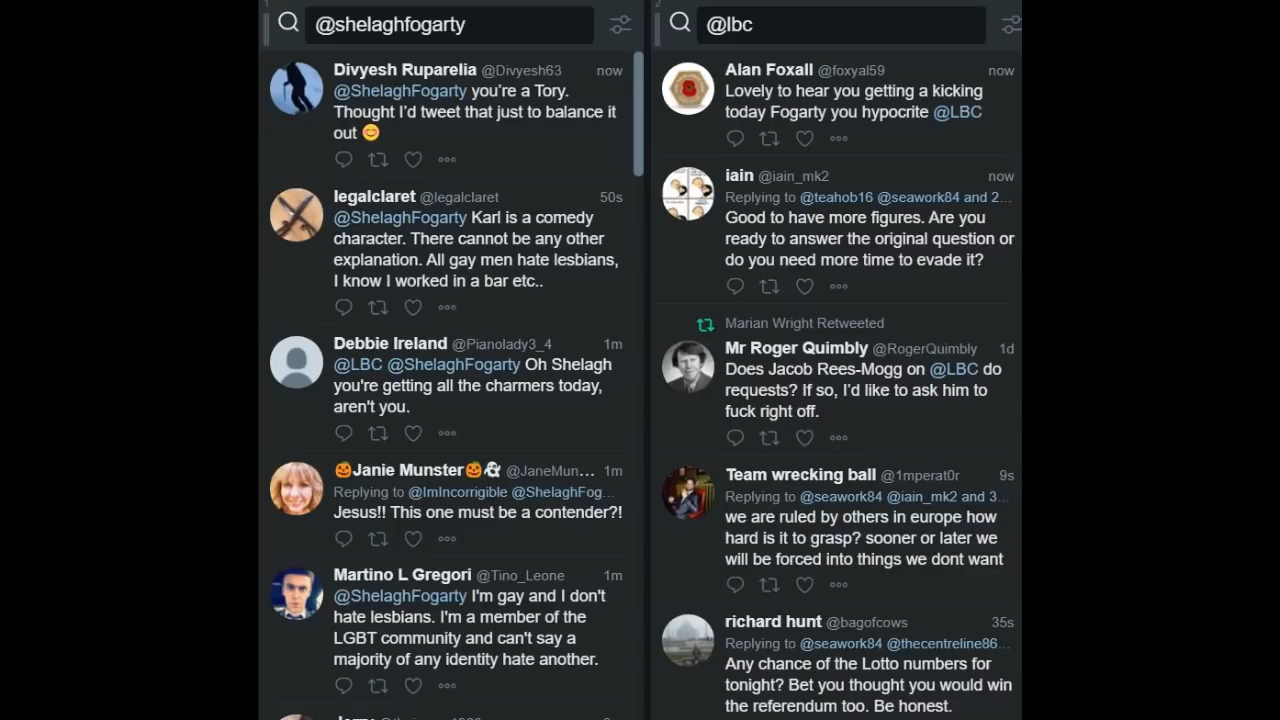 1
@shelaghfogarty
Divyesh Ruparelia @Divyesh63 now
@ShelaghFogarty you're a Tory.
Thought I'd tweet that just to balance it
out 😊
legalclaret @legalclaret 50s
@ShelaghFogarty Karl is a comedy
character. There cannot be any other
explanation. All gay men hate lesbians,
I know I worked in a bar etc..
Debbie Ireland @Pianolady3_4 1m
@LBC @ShelaghFogarty Oh Shelagh
you're getting all the charmers today,
aren't you.
🎃Janie Munster🎃👻 @JaneMun... 1m
Replying to @ImIncorrigible @ShelaghFog...
Jesus!! This one must be a contender?!
Martino L Gregori @Tino_Leone 1m
@ShelaghFogarty I'm gay and I don't
hate lesbians. I'm a member of the
LGBT community and can't say a
majority of any identity hate another.
2
@lbc
Alan Foxall @foxyal59 now
Lovely to hear you getting a kicking
today Fogarty you hypocrite @LBC
iain @iain_mk2 now
Replying to @teahob16 @seawork84 and 2...
Good to have more figures. Are you
ready to answer the original question or
do you need more time to evade it?
Marian Wright Retweeted
Mr Roger Quimbly @RogerQuimbly 1d
Does Jacob Rees-Mogg on @LBC do
requests? If so, I'd like to ask him to
fuck right off.
Team wrecking ball @1mperat0r 9s
Replying to @seawork84 @iain_mk2 and 3...
we are ruled by others in europe how
hard is it to grasp? sooner or later we
will be forced into things we dont want
richard hunt @bagofcows 35s
Replying to @seawork84 @thecentreline86...
Any chance of the Lotto numbers for
tonight? Bet you thought you would win
the referendum too. Be honest.